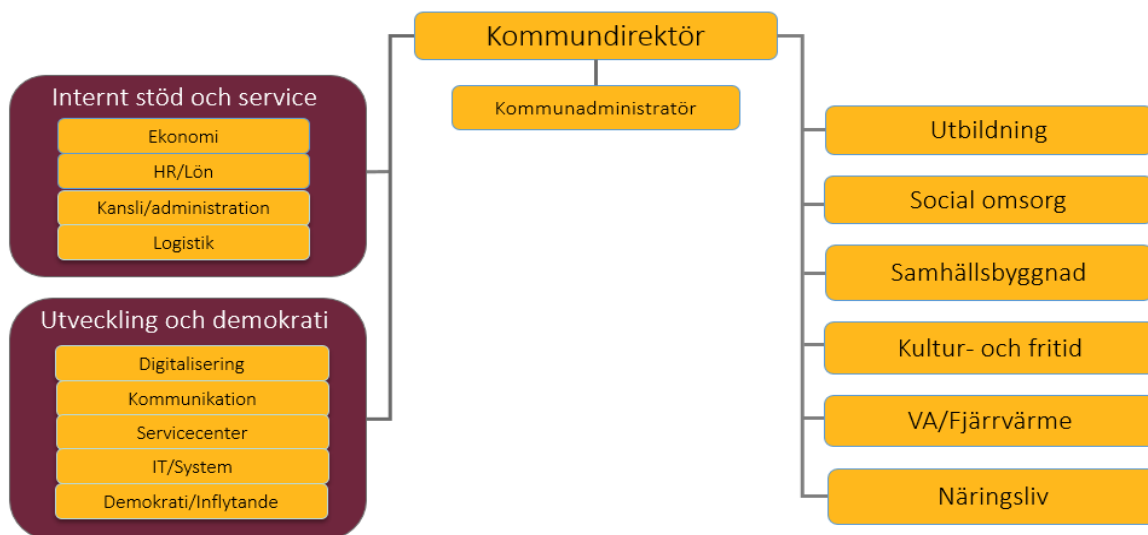 Kommundirektör
Kommunadministratör
Internt stöd och service
Ekonomi
HR/Lön
Kansli/administration
Logistik
Utveckling och demokrati
Digitalisering
Kommunikation
Servicecenter
IT/System
Demokrati/Inflytande
Utbildning
Social omsorg
Samhällsbyggnad
Kultur- och fritid
VA/Fjärrvärme
Näringsliv